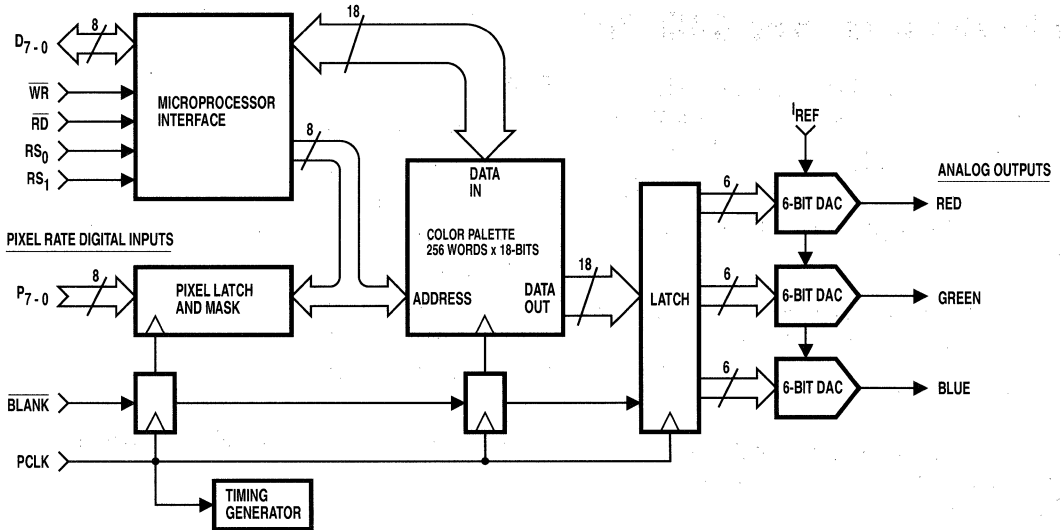 8
18
D7-0
WR
RD
RS0
RS1
MICROPROCESSOR
INTERFACE
8
IREF
DATA
IN
ANALOG OUTPUTS
6
6-BIT DAC
RED
PIXEL RATE DIGITAL INPUTS
COLOR PALETTE
256 WORDS x 18-BITS
8
P7-0
PIXEL LATCH
AND MASK
ADDRESS
DATA
OUT
18
LATCH
6
6-BIT DAC
GREEN
6
6-BIT DAC
BLUE
BLANK
PCLK
TIMING
GENERATOR